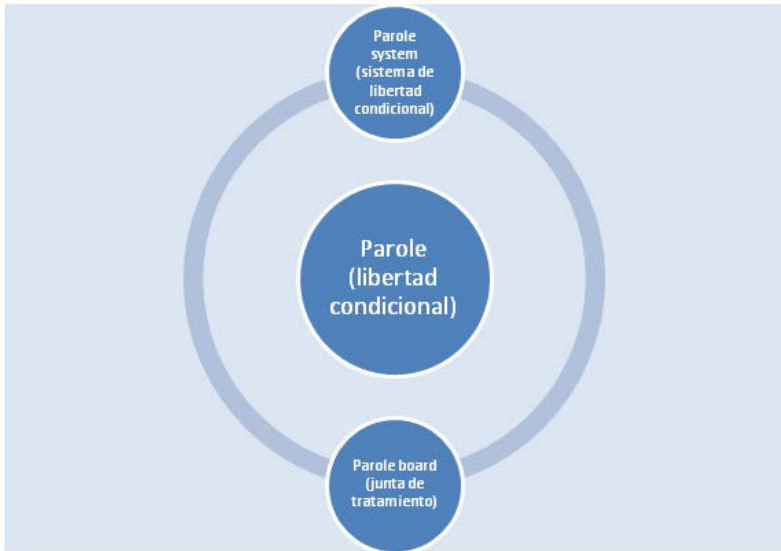 Parole
system
(sistema de
libertad
condicional)
Parole
(libertad
condicional)
Parole board
(junta de
tratamiento)